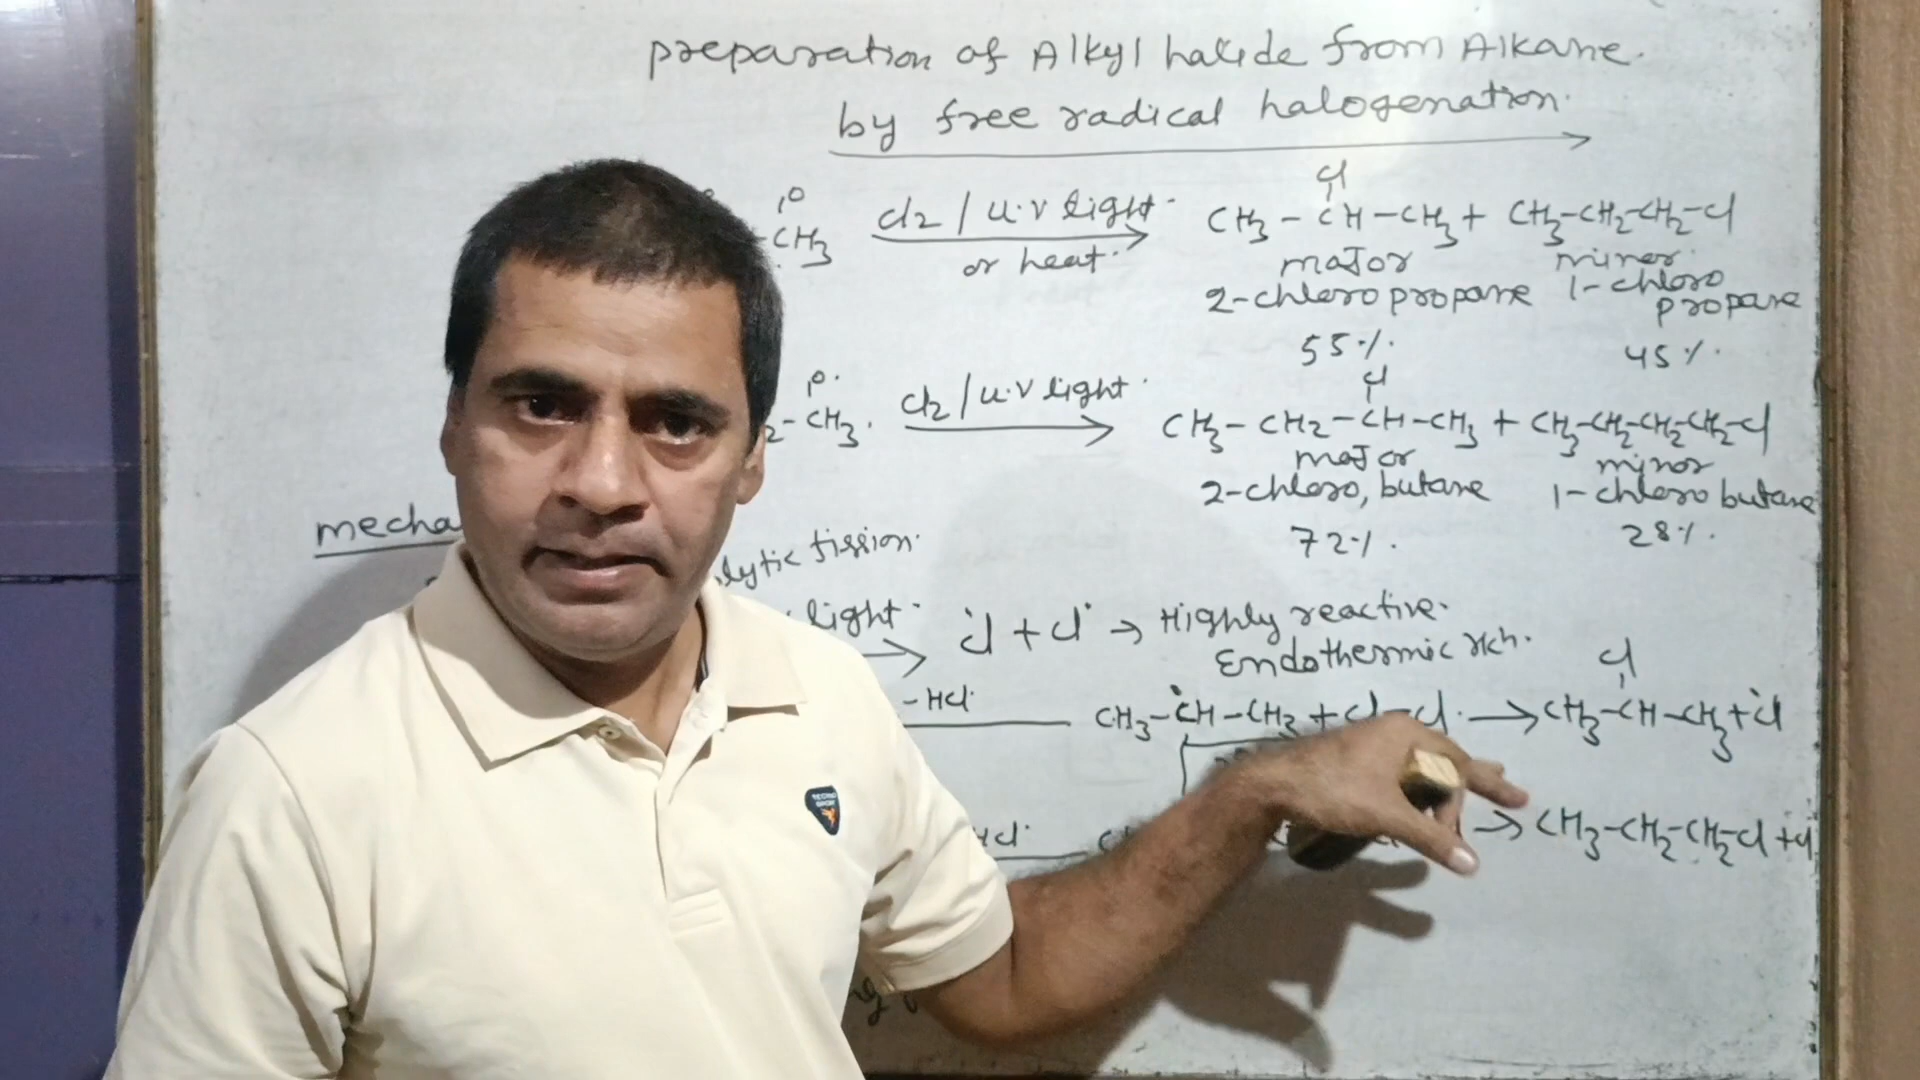 preparation of Alkyl halide from Alkane.
by free radical halogenation.
1° CH3 Cl2 / U.V light. or heat.
Cl
CH3 - CH - CH3 + CH3-CH2-CH2-Cl
major minor
2-chloro propane 1-chloro propane
55% 45%
1° 2-CH3. Cl2 / U.V light.
Cl
CH3 - CH2 - CH - CH3 + CH3-CH2-CH2-CH2-Cl
major minor
2-chloro, butane 1-chloro butane
72% . 28% .
mecha
lytic fission.
light. Cl + Cl → Highly reactive.
Endothermic rxn.
Cl
-HCl CH3-CH-CH3 + Cl-Cl. → CH3-CH-CH3 + Cl
HCl → CH3-CH2-CH2-Cl + Cl
TECHNO
SPORT